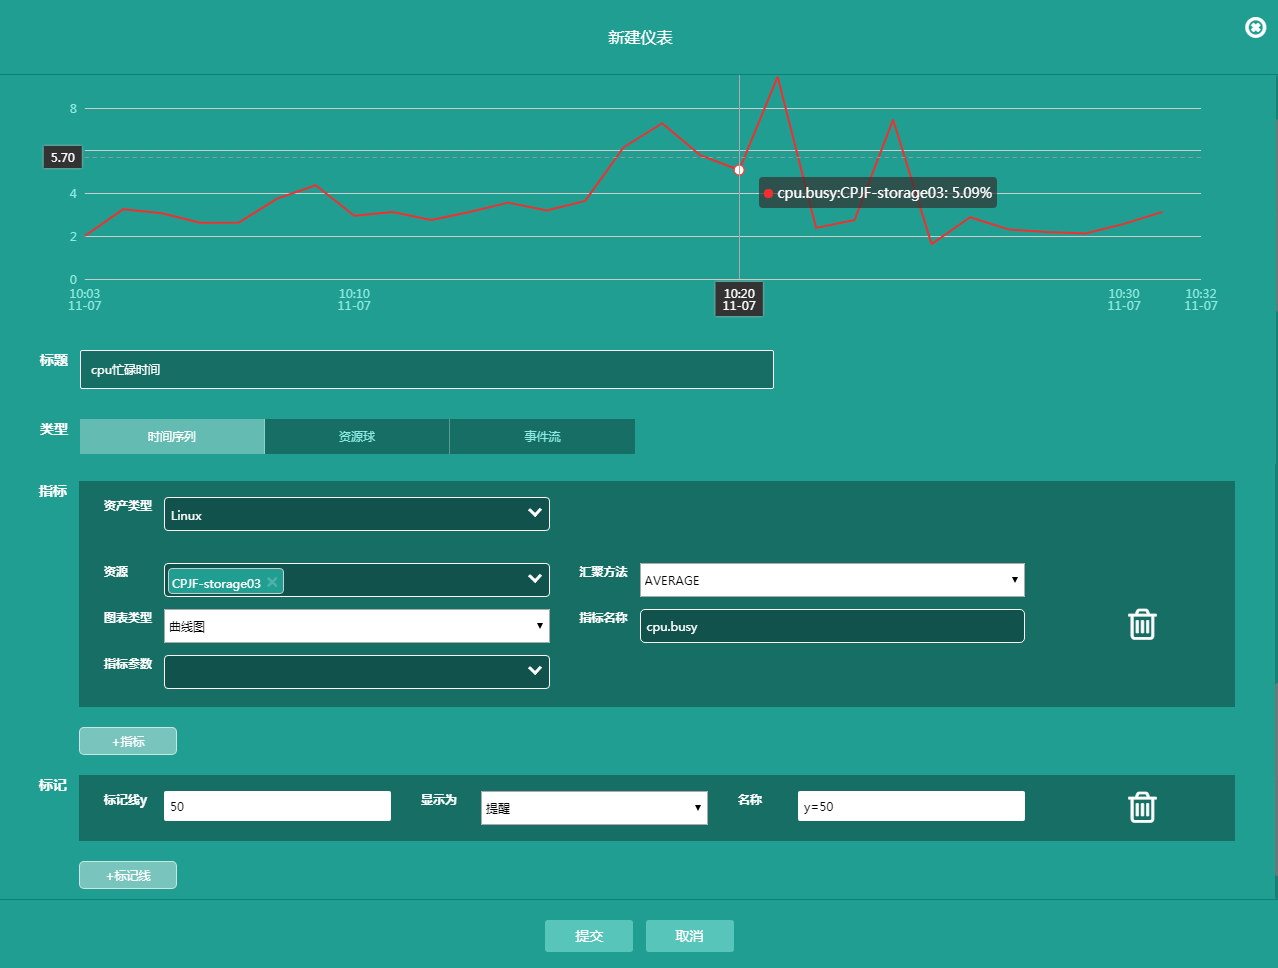 新建仪表
8
5.70
4
cpu.busy:CPJF-storage03: 5.09%
2
0
10:03 10:10 10:20 10:30 10:32
11-07 11-07 11-07 11-07 11-07
标题 cpu忙碌时间
类型 时间序列 资源球 事件流
指标 资产类型 Linux
资源 CPJF-storage03 汇聚方法 AVERAGE
图表类型 曲线图 指标名称 cpu.busy
指标参数
+指标
标记 标记线y 50 显示为 提醒 名称 y=50
+标记线
提交 取消